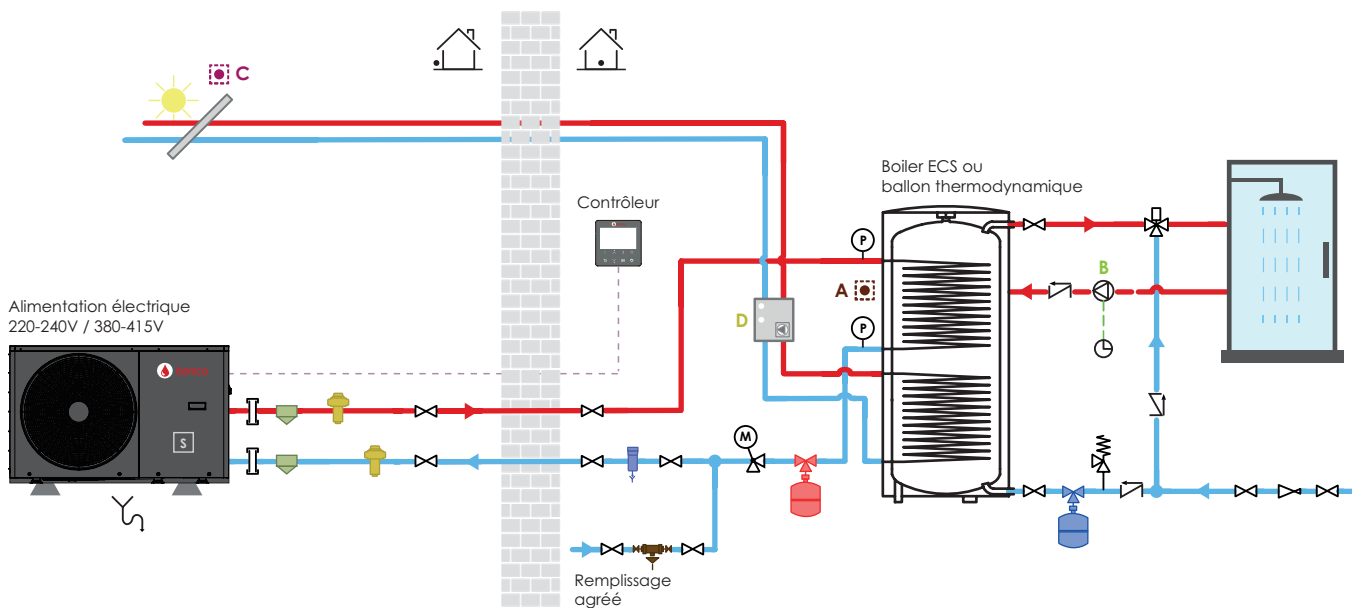 C
Contrôleur
Boiler ECS ou
ballon thermodynamique
P
A
B
D
P
Alimentation électrique
220-240V / 380-415V
S
M
Remplissage
agréé